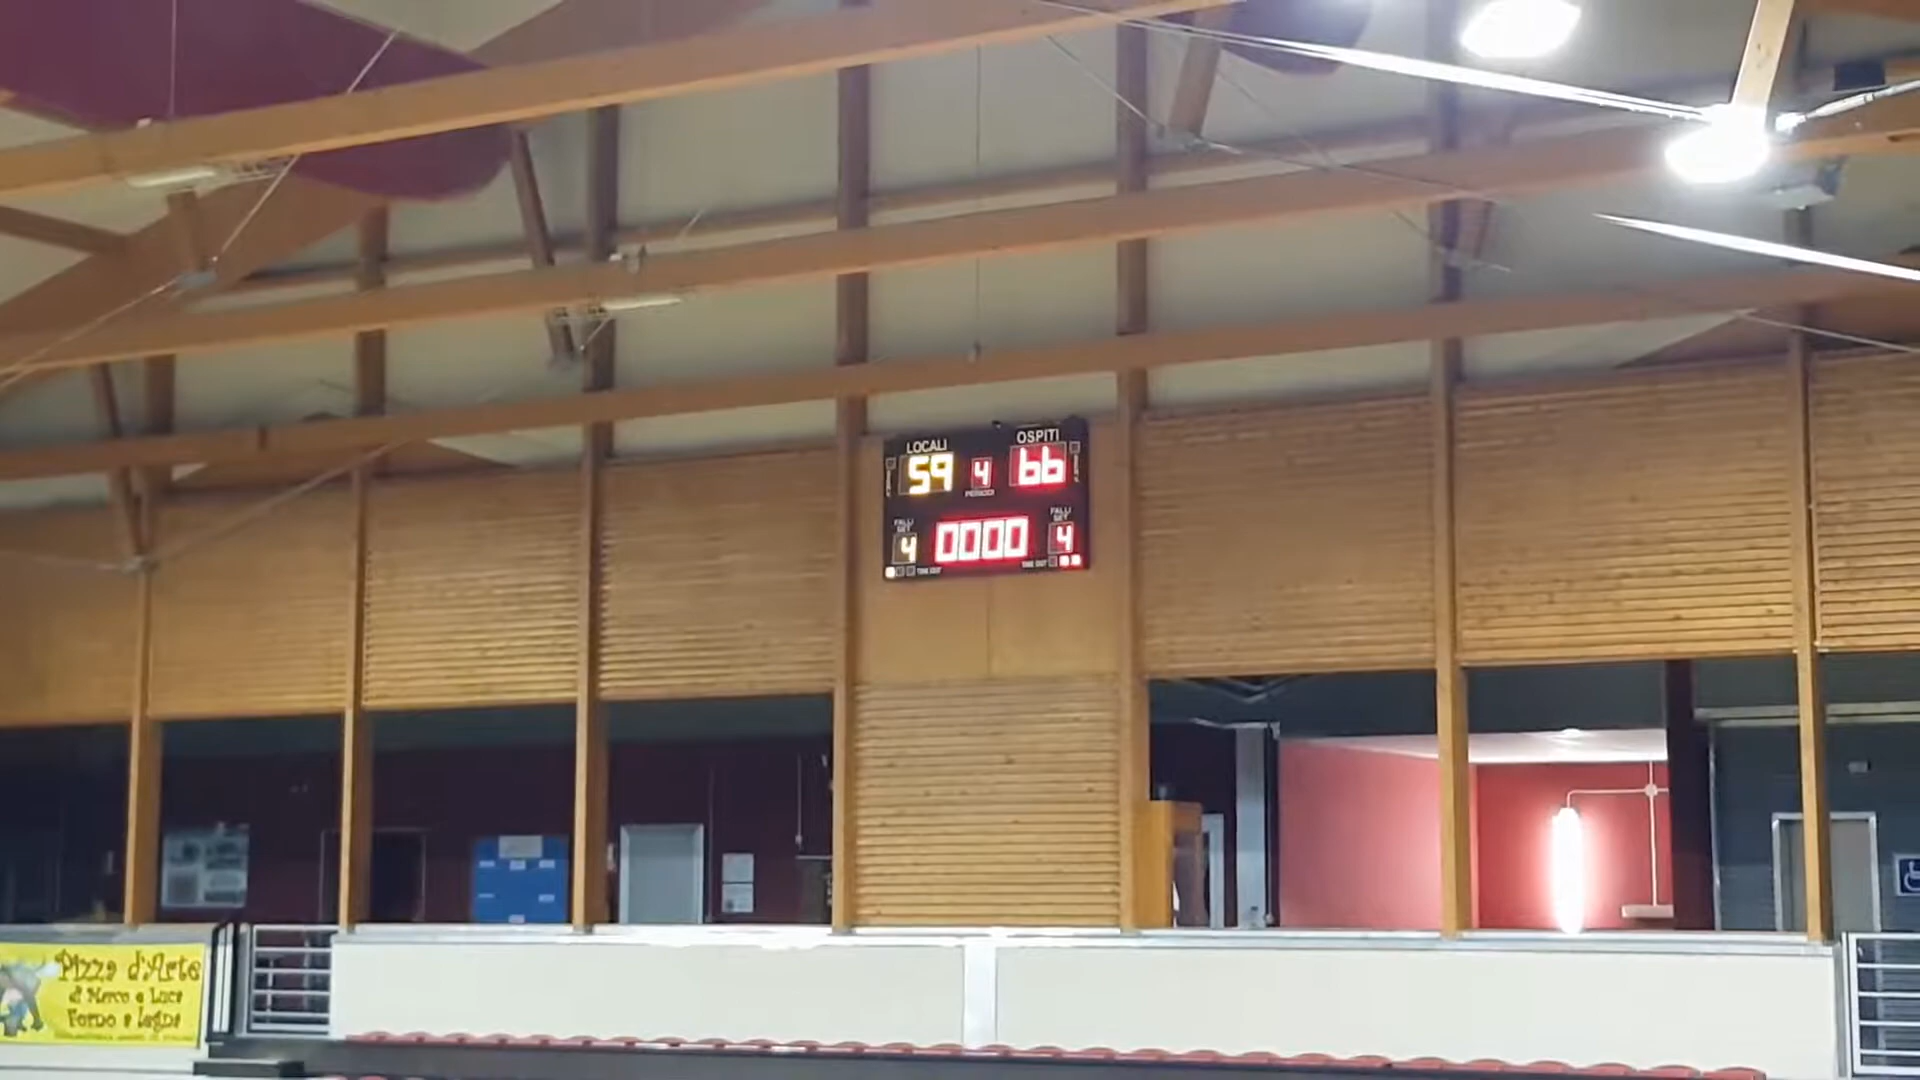 LOCALI OSPITI
59 4 66
PERIODO
FALLI SET FALLI SET
4 0000 4
TIME OUT TIME OUT
Pizza d'Arte
di Marco e Luca
Forno a legna